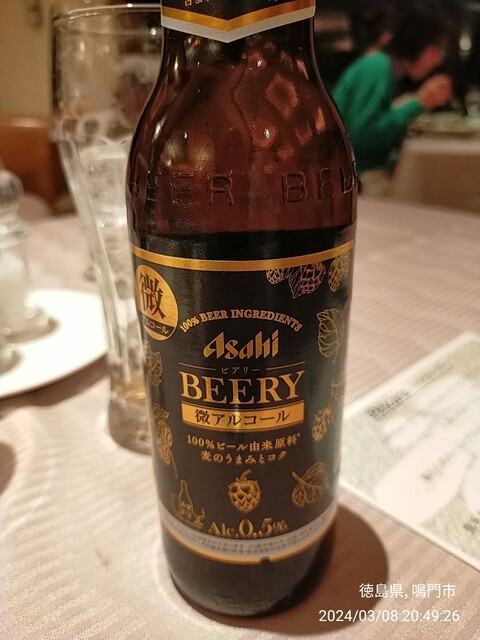 BEER BEE
微
アルコール
100% BEER INGREDIENTS
Asahi
ビアリー
BEERY
微アルコール
100%ビール由来原料*
麦のうまみとコク
Alc.0.5%
徳島県, 鳴門市
2024/03/08 20:49:26